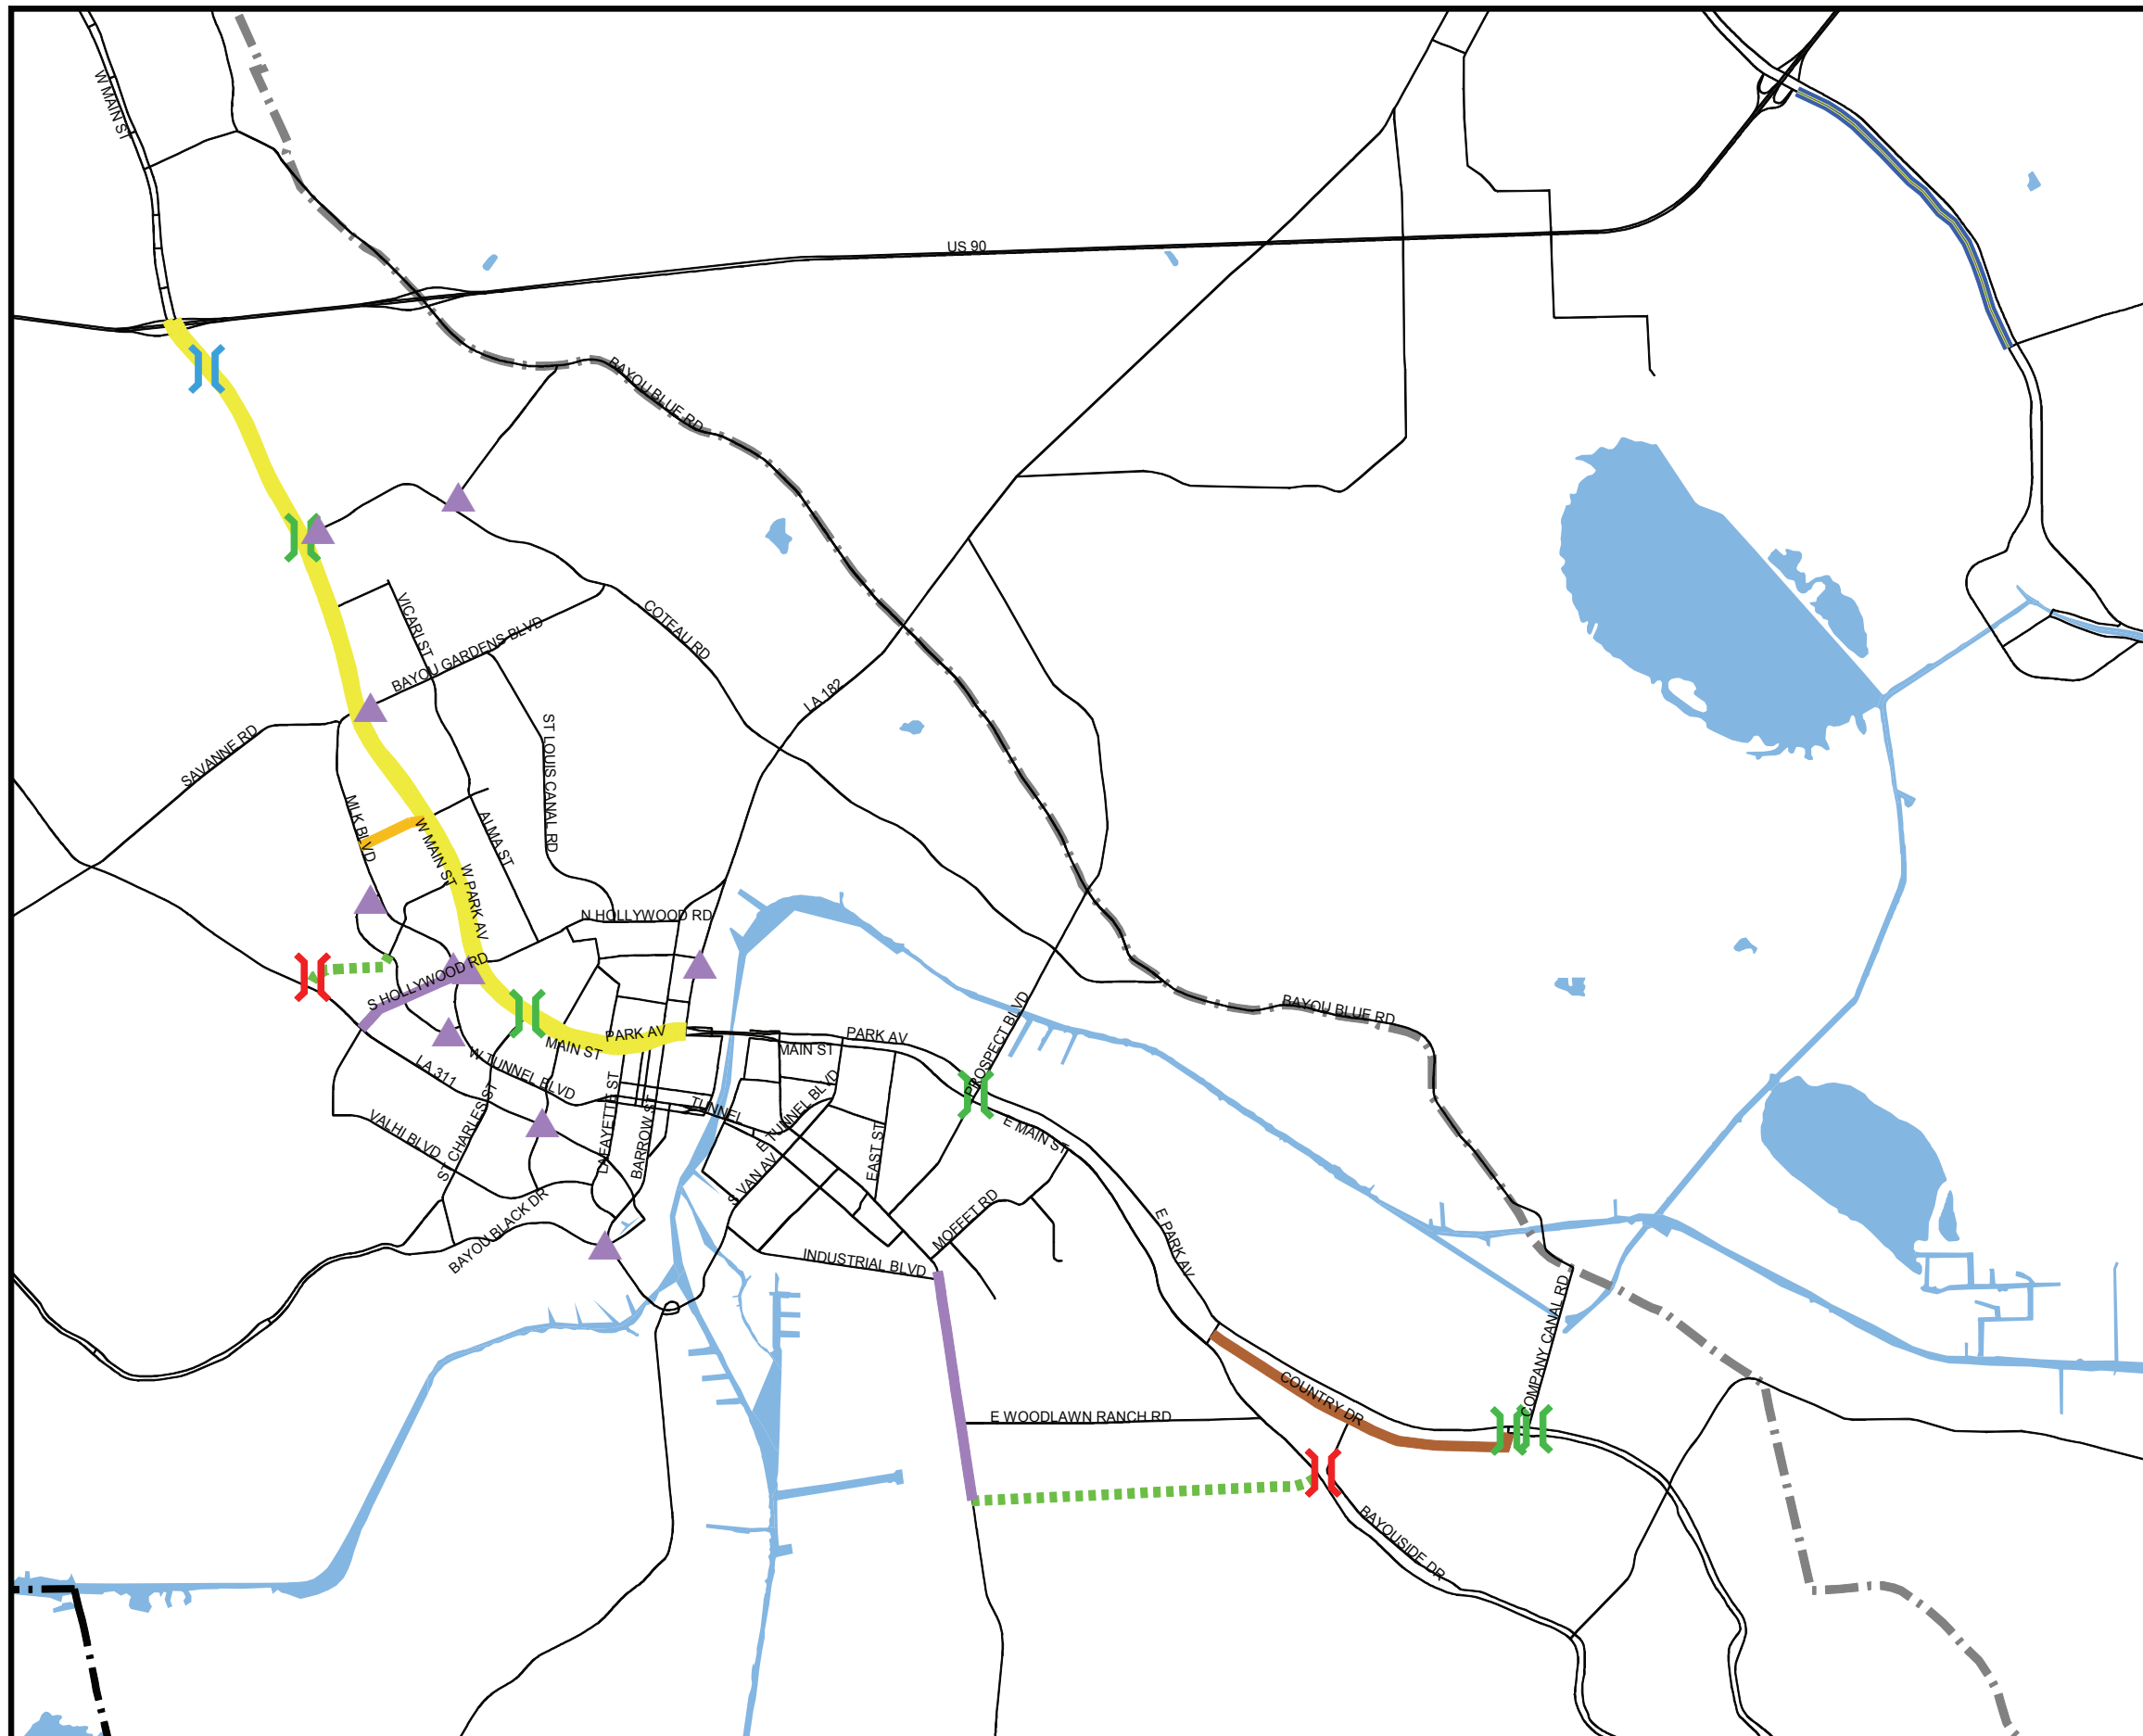 W MAIN ST
US 90
BAYOU BLUE RD
VICARI ST
BAYOU GARDENS BLVD
COTEAU RD
LA 182
SAVANNE RD
ST LOUIS CANAL RD
MLK BLVD
W MAIN ST
ALMA ST
W PARK AV
N HOLLYWOOD RD
S HOLLYWOOD RD
BAYOU BLUE RD
PROSPECT BLVD
PARK AV
PARK AV
MAIN ST
MAIN ST
LA 311
W TUNNEL BLVD
TUNNEL
E TUNNEL BLVD
LAFAYETTE ST
BARROW ST
ST CHARLES ST
VALHI BLVD
S VAN AV
EAST ST
E MAIN ST
MOFFET RD
BAYOU BLACK DR
E PARK AV
INDUSTRIAL BLVD
COMPANY CANAL RD
COUNTRY DR
E WOODLAWN RANCH RD
BAYOUSIDE DR